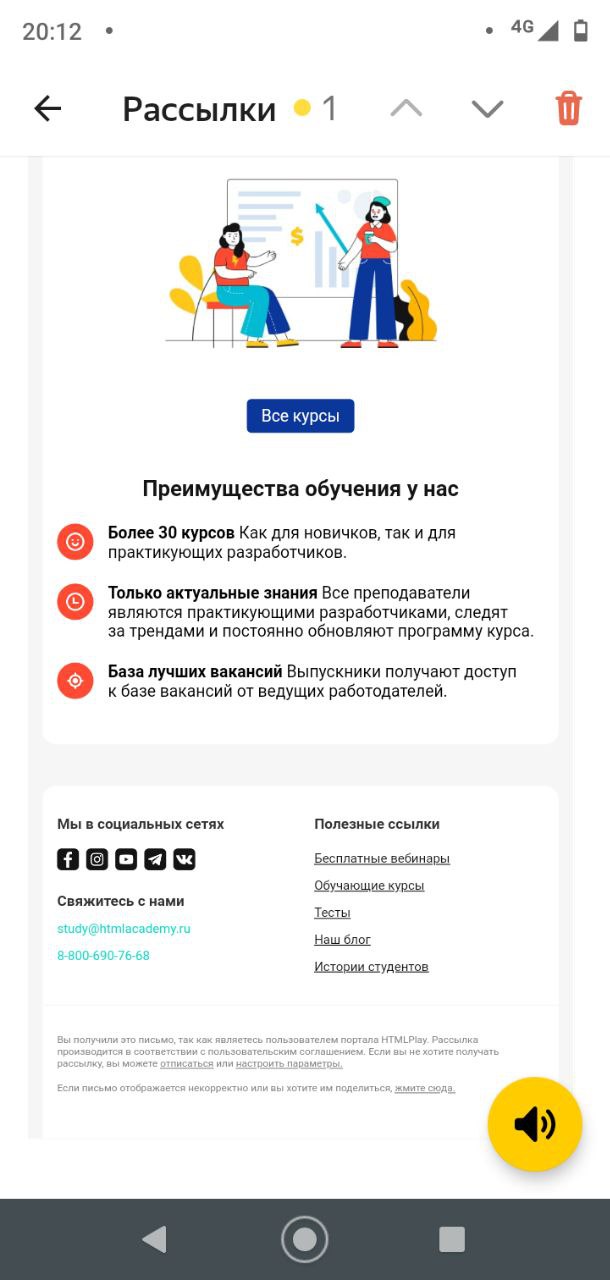 20:12
4G
Рассылки 1
$
Все курсы
Преимущества обучения у нас
Более 30 курсов Как для новичков, так и для
практикующих разработчиков.
Только актуальные знания Все преподаватели
являются практикующими разработчиками, следят
за трендами и постоянно обновляют программу курса.
База лучших вакансий Выпускники получают доступ
к базе вакансий от ведущих работодателей.
Мы в социальных сетях
Свяжитесь с нами
study@htmlacademy.ru
8-800-690-76-68
Полезные ссылки
Бесплатные вебинары
Обучающие курсы
Тесты
Наш блог
Истории студентов
Вы получили это письмо, так как являетесь пользователем портала HTMLPlay. Рассылка
производится в соответствии с пользовательским соглашением. Если вы не хотите получать
рассылку, вы можете отписаться или настроить параметры.
Если письмо отображается некорректно или вы хотите им поделиться, жмите сюда.